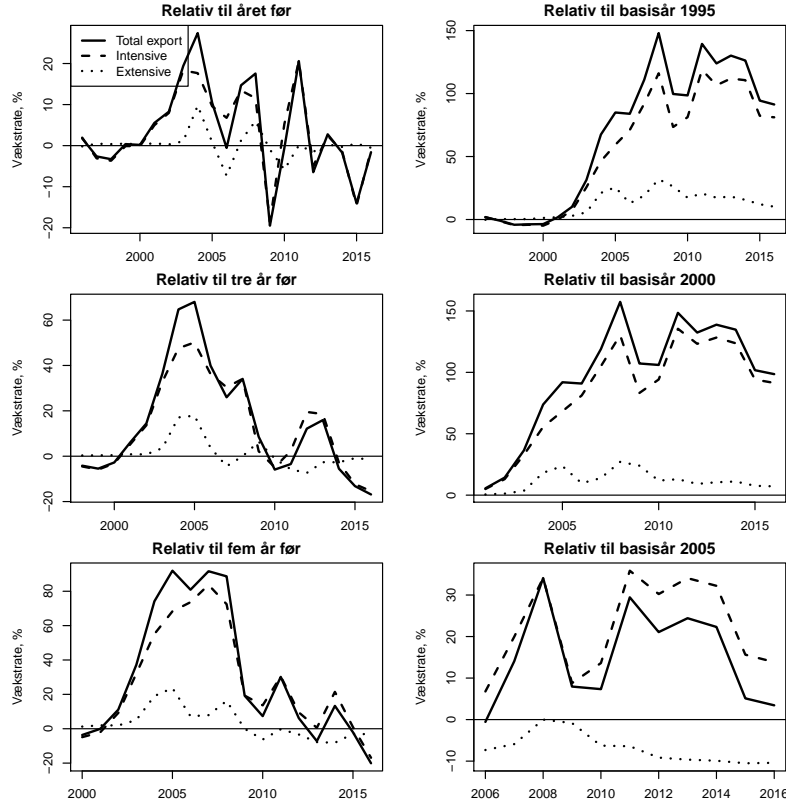 Relativ til året før
Vækstrate, %
20
10
0
−10
−20
Total export
Intensive
Extensive
2000 2005 2010 2015
Relativ til basisår 1995
Vækstrate, %
150
100
50
0
2000 2005 2010 2015
Relativ til tre år før
Vækstrate, %
60
40
20
0
−20
2000 2005 2010 2015
Relativ til basisår 2000
Vækstrate, %
150
100
50
0
2005 2010 2015
Relativ til fem år før
Vækstrate, %
80
60
40
20
0
−20
2000 2005 2010 2015
Relativ til basisår 2005
Vækstrate, %
30
20
10
0
−10
2006 2008 2010 2012 2014 2016